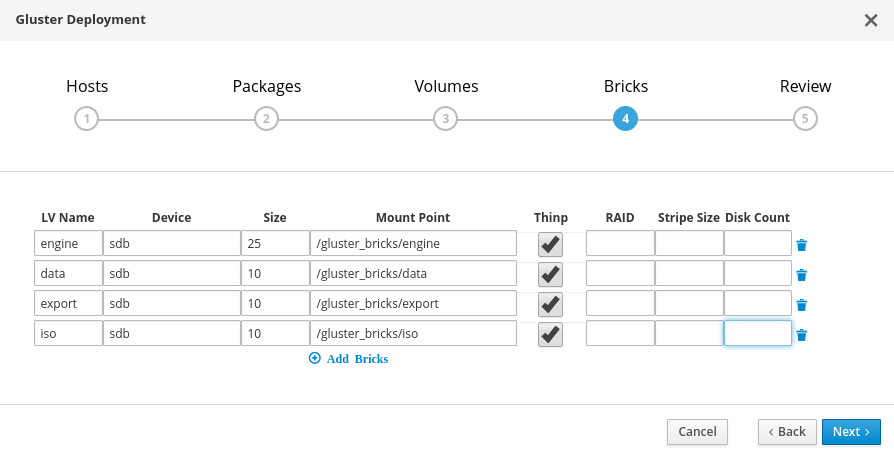 Gluster Deployment
Hosts Packages Volumes Bricks Review
1 2 3 4 5
LV Name Device Size Mount Point Thinp RAID Stripe Size Disk Count
engine sdb 25 /gluster_bricks/engine
data sdb 10 /gluster_bricks/data
export sdb 10 /gluster_bricks/export
iso sdb 10 /gluster_bricks/iso
Add Bricks
Cancel < Back Next >